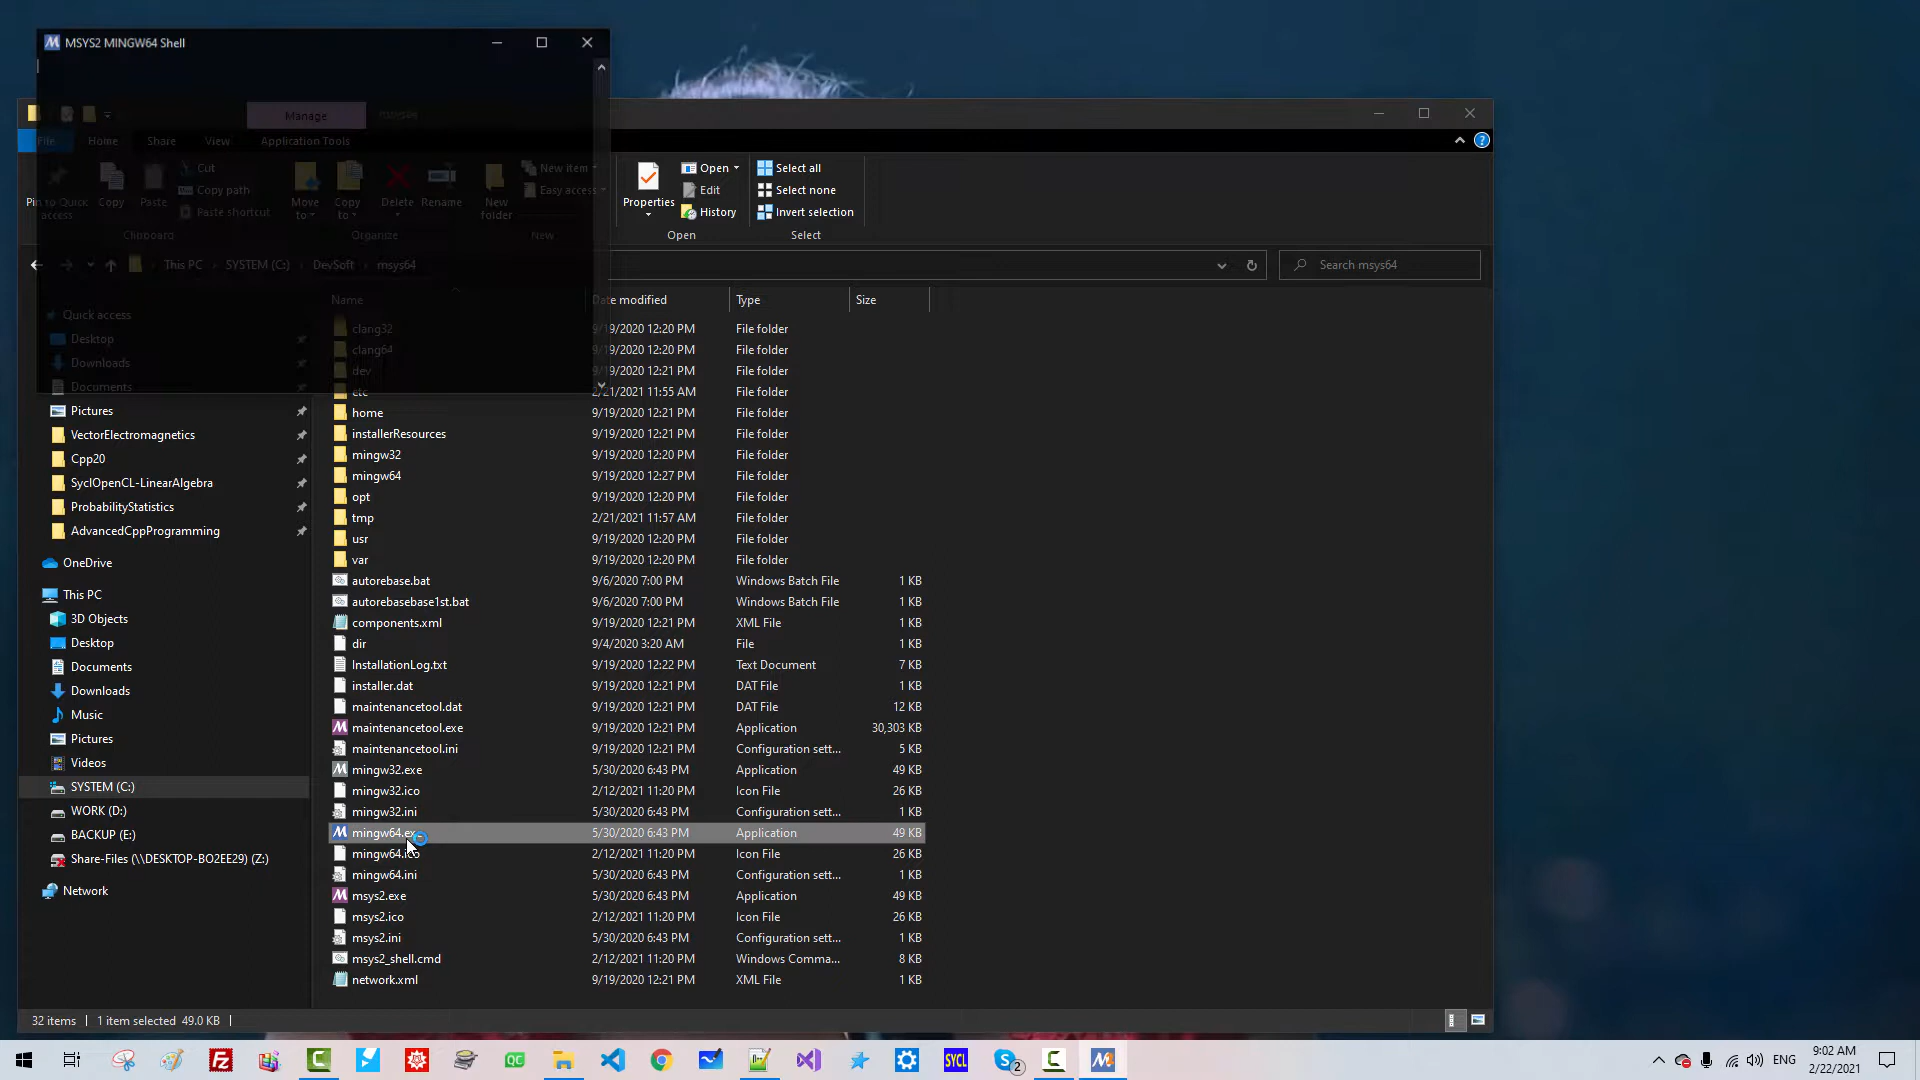 MSYS2 MINGW64 Shell
Manage
msys64
File
Home
Share
View
Application Tools
Pin to Quick access
Copy
Paste
Cut
Copy path
Paste shortcut
Clipboard
Move to
Copy to
Delete
Rename
Organize
New folder
New item
Easy access
New
Properties
Open
Edit
History
Open
Select all
Select none
Invert selection
Select
This PC
SYSTEM (C:)
DevSoft
msys64
Search msys64
Name
Date modified
Type
Size
Quick access
Desktop
Downloads
Documents
Pictures
VectorElectromagnetics
Cpp20
SyclOpenCL-LinearAlgebra
ProbabilityStatistics
AdvancedCppProgramming
OneDrive
This PC
3D Objects
Desktop
Documents
Downloads
Music
Pictures
Videos
SYSTEM (C:)
WORK (D:)
BACKUP (E:)
Share-Files (\\DESKTOP-BO2EE29) (Z:)
Network
clang32 9/19/2020 12:20 PM File folder
clang64 9/19/2020 12:20 PM File folder
dev 9/19/2020 12:21 PM File folder
etc 2/21/2021 11:55 AM File folder
home 9/19/2020 12:21 PM File folder
installerResources 9/19/2020 12:21 PM File folder
mingw32 9/19/2020 12:20 PM File folder
mingw64 9/19/2020 12:27 PM File folder
opt 9/19/2020 12:20 PM File folder
tmp 2/21/2021 11:57 AM File folder
usr 9/19/2020 12:20 PM File folder
var 9/19/2020 12:20 PM File folder
autorebase.bat 9/6/2020 7:00 PM Windows Batch File 1 KB
autorebasebase1st.bat 9/6/2020 7:00 PM Windows Batch File 1 KB
components.xml 9/19/2020 12:21 PM XML File 1 KB
dir 9/4/2020 3:20 AM File 1 KB
InstallationLog.txt 9/19/2020 12:22 PM Text Document 7 KB
installer.dat 9/19/2020 12:21 PM DAT File 1 KB
maintenancetool.dat 9/19/2020 12:21 PM DAT File 12 KB
maintenancetool.exe 9/19/2020 12:21 PM Application 30,303 KB
maintenancetool.ini 9/19/2020 12:21 PM Configuration sett... 5 KB
mingw32.exe 5/30/2020 6:43 PM Application 49 KB
mingw32.ico 2/12/2021 11:20 PM Icon File 26 KB
mingw32.ini 5/30/2020 6:43 PM Configuration sett... 1 KB
mingw64.ex 5/30/2020 6:43 PM Application 49 KB
mingw64.ico 2/12/2021 11:20 PM Icon File 26 KB
mingw64.ini 5/30/2020 6:43 PM Configuration sett... 1 KB
msys2.exe 5/30/2020 6:43 PM Application 49 KB
msys2.ico 2/12/2021 11:20 PM Icon File 26 KB
msys2.ini 5/30/2020 6:43 PM Configuration sett... 1 KB
msys2_shell.cmd 2/12/2021 11:20 PM Windows Comma... 8 KB
network.xml 9/19/2020 12:21 PM XML File 1 KB
32 items
1 item selected 49.0 KB
QC
SYCL
2
ENG
9:02 AM
2/22/2021